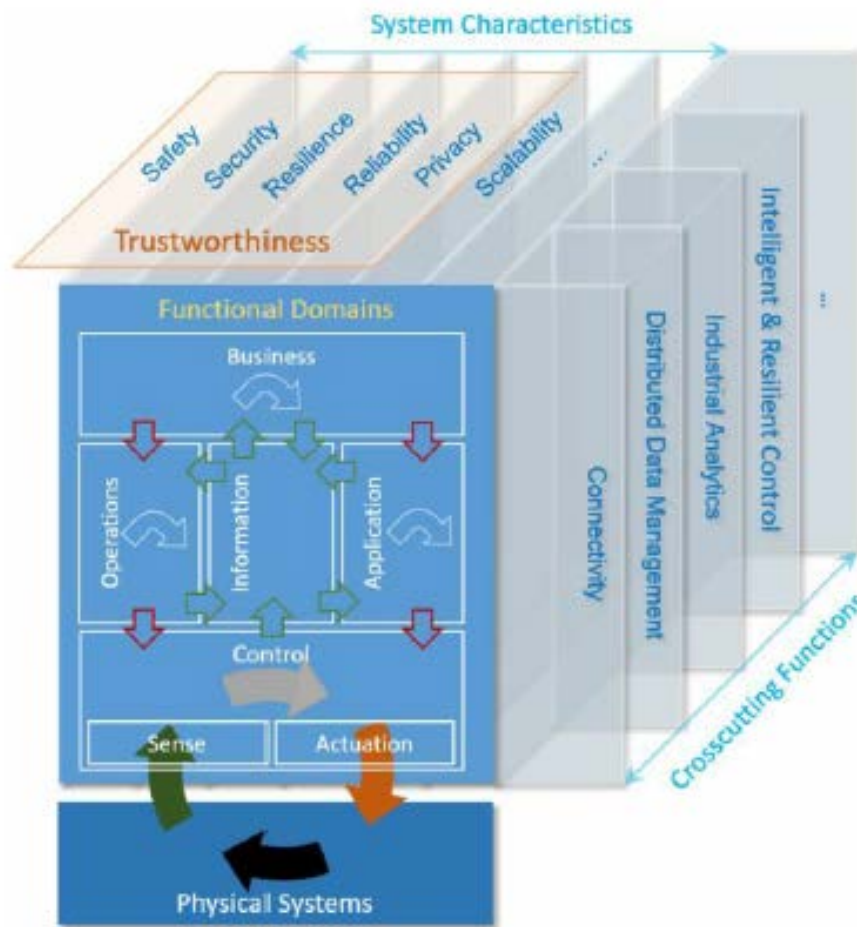 System Characteristics
Safety
Security
Resilience
Reliability
Privacy
Scalability
...
Trustworthiness
Functional Domains
Business
Operations
Information
Application
Control
Sense
Actuation
Physical Systems
Connectivity
Distributed Data Management
Industrial Analytics
Intelligent & Resilient Control
...
Crosscutting Functions